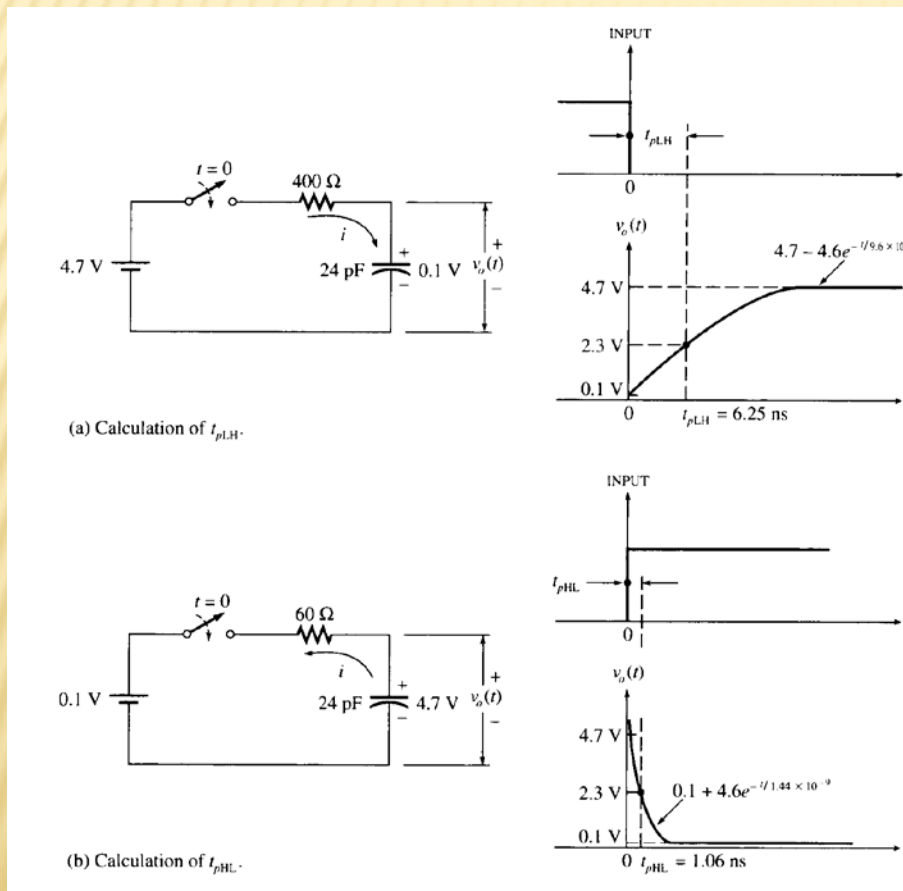 INPUT
t_pLH
0
t = 0
400 Ω
i
4.7 V
24 pF
+
−
0.1 V
+
v_o(t)
−
v_o(t)
4.7 − 4.6e^{−t/9.6 × 10
4.7 V
2.3 V
0.1 V
0
t_pLH = 6.25 ns
(a) Calculation of t_pLH.
INPUT
t_pHL
0
t = 0
60 Ω
i
0.1 V
24 pF
+
−
4.7 V
+
v_o(t)
−
v_o(t)
4.7 V
2.3 V
0.1 + 4.6e^{−t/1.44 × 10^{−9}}
0.1 V
0 t_pHL = 1.06 ns
(b) Calculation of t_pHL.